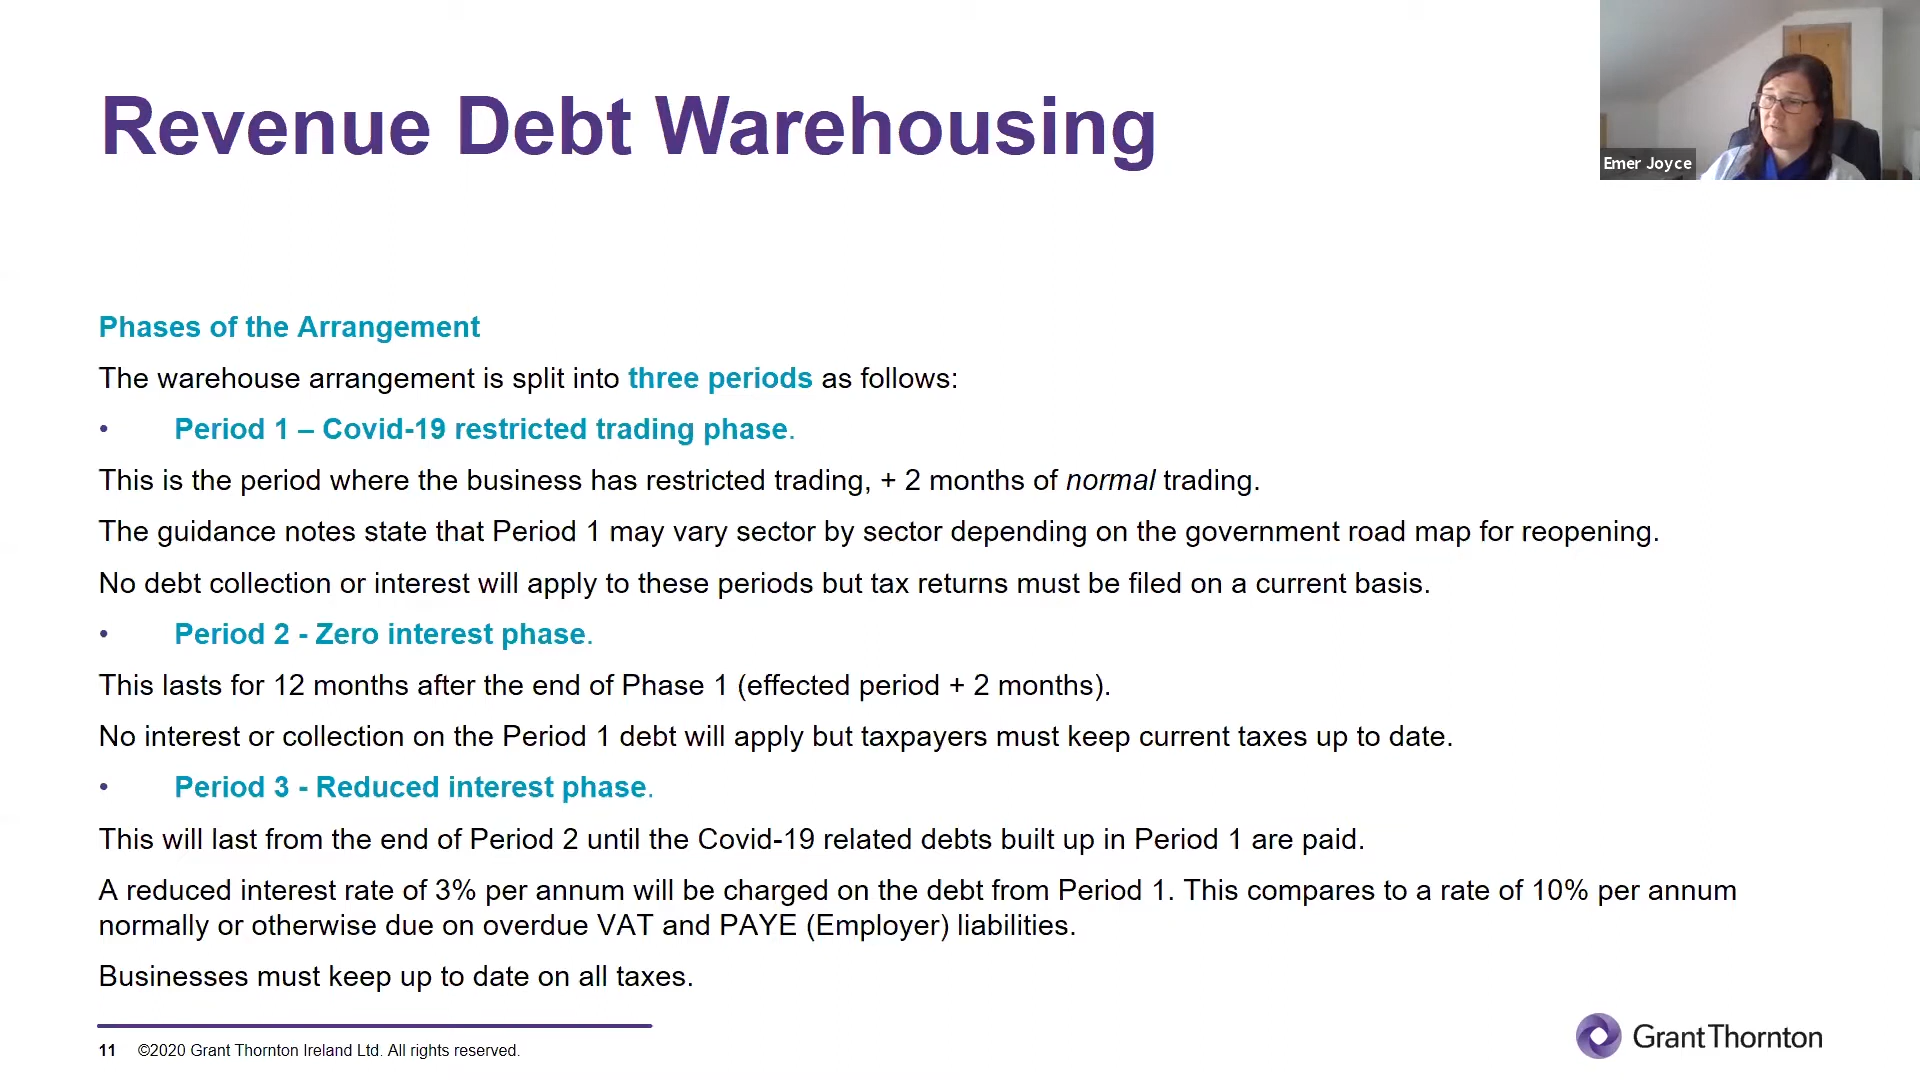 Revenue Debt Warehousing
Emer Joyce
Phases of the Arrangement
The warehouse arrangement is split into three periods as follows:
• Period 1 – Covid-19 restricted trading phase.
This is the period where the business has restricted trading, + 2 months of normal trading.
The guidance notes state that Period 1 may vary sector by sector depending on the government road map for reopening.
No debt collection or interest will apply to these periods but tax returns must be filed on a current basis.
• Period 2 - Zero interest phase.
This lasts for 12 months after the end of Phase 1 (effected period + 2 months).
No interest or collection on the Period 1 debt will apply but taxpayers must keep current taxes up to date.
• Period 3 - Reduced interest phase.
This will last from the end of Period 2 until the Covid-19 related debts built up in Period 1 are paid.
A reduced interest rate of 3% per annum will be charged on the debt from Period 1. This compares to a rate of 10% per annum
normally or otherwise due on overdue VAT and PAYE (Employer) liabilities.
Businesses must keep up to date on all taxes.
11 ©2020 Grant Thornton Ireland Ltd. All rights reserved.
GrantThornton